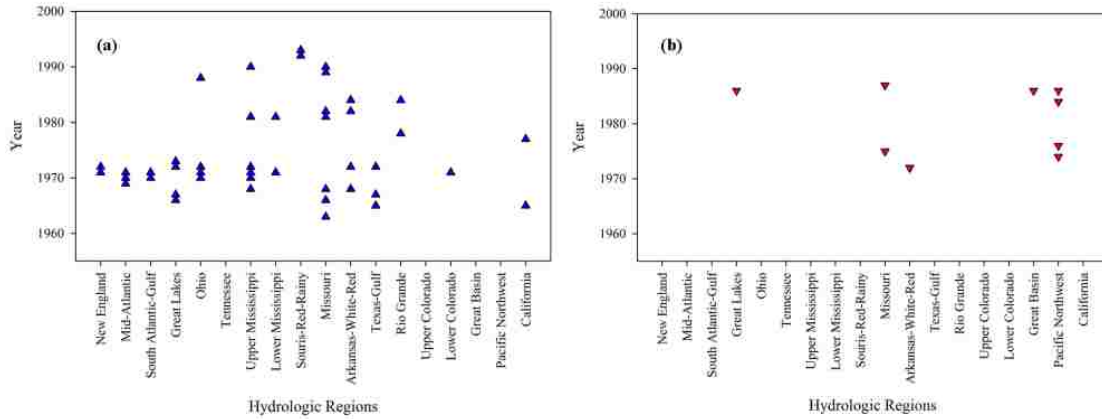 2000
(a)
1990
1980
1970
1960
Year
New England
Mid-Atlantic
South Atlantic-Gulf
Great Lakes
Ohio
Tennessee
Upper Mississippi
Lower Mississippi
Souris-Red-Rainy
Missouri
Arkansas-White-Red
Texas-Gulf
Rio Grande
Upper Colorado
Lower Colorado
Great Basin
Pacific Northwest
California
Hydrologic Regions
2000
(b)
1990
1980
1970
1960
Year
New England
Mid-Atlantic
South Atlantic-Gulf
Great Lakes
Ohio
Tennessee
Upper Mississippi
Lower Mississippi
Souris-Red-Rainy
Missouri
Arkansas-White-Red
Texas-Gulf
Rio Grande
Upper Colorado
Lower Colorado
Great Basin
Pacific Northwest
California
Hydrologic Regions